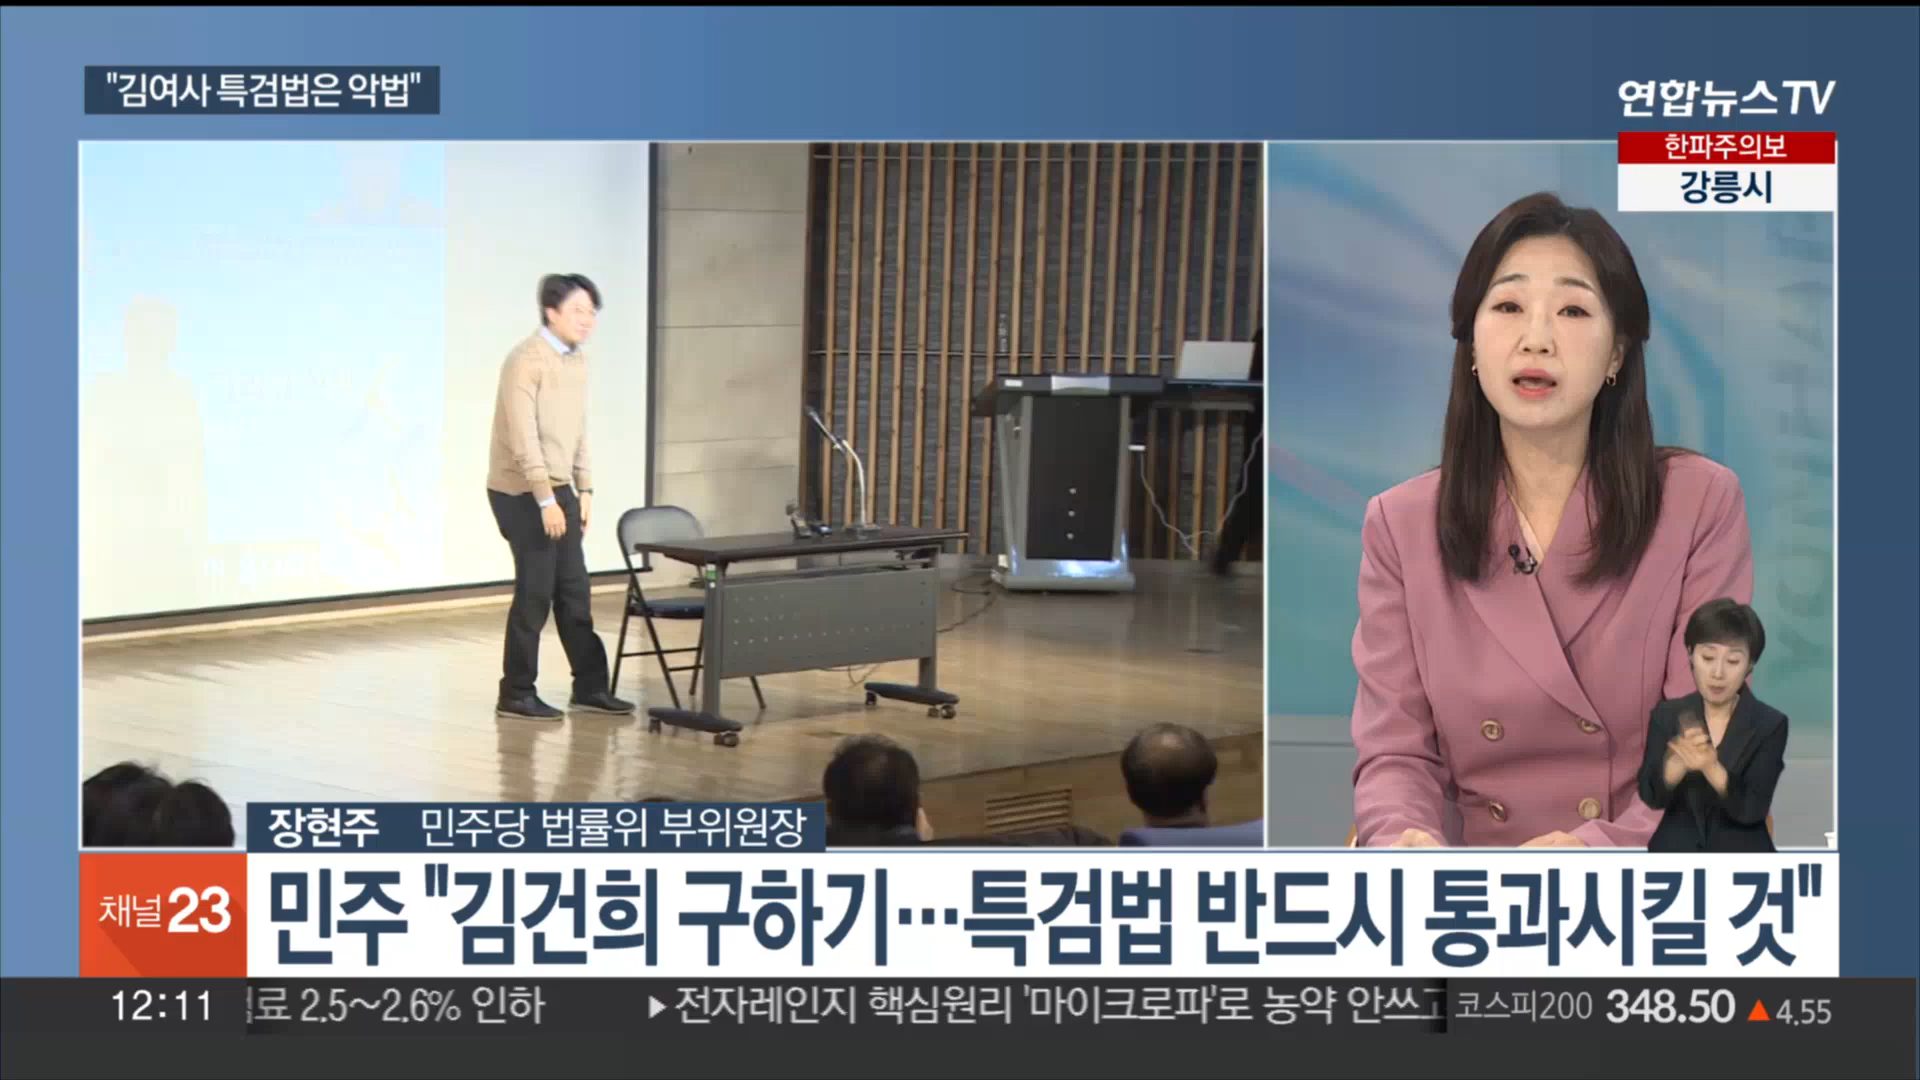 "김여사 특검법은 악법"
연합뉴스TV
한파주의보
강릉시
장현주 민주당 법률위 부위원장
채널 23
민주 "김건희 구하기…특검법 반드시 통과시킬 것"
12:11
료 2.5~2.6% 인하 ▶전자레인지 핵심원리 '마이크로파'로 농약 안쓰고
코스피200 348.50 ▲4.55